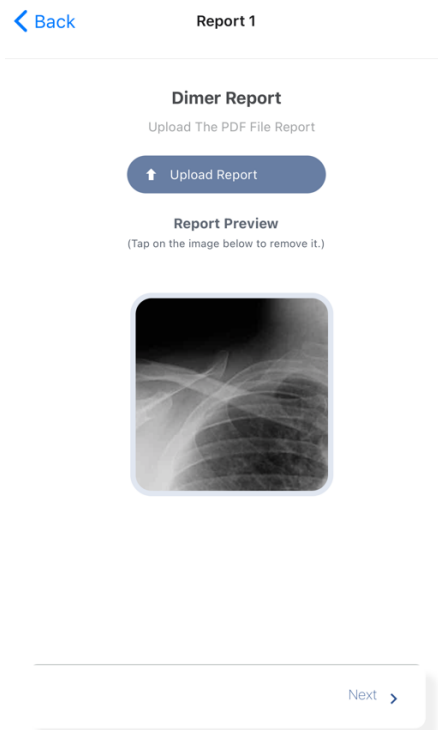 Back
Report 1
Dimer Report
Upload The PDF File Report
Upload Report
Report Preview
(Tap on the image below to remove it.)
Next